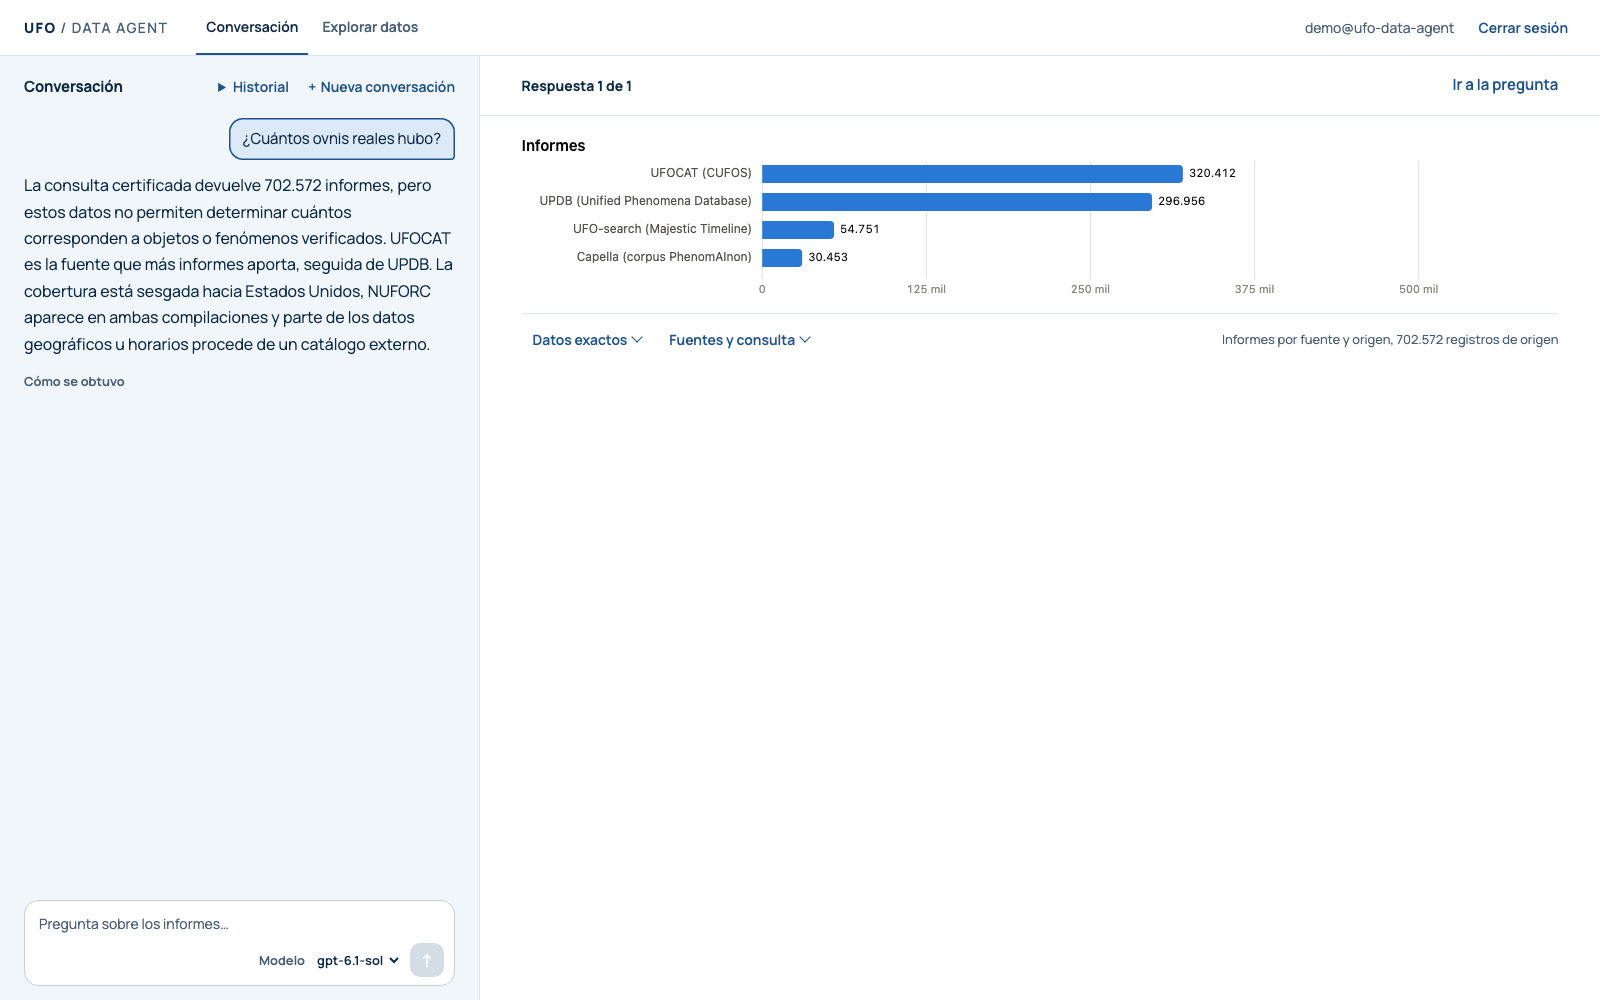 UFO / DATA AGENT
Conversación
Explorar datos
demo@ufo-data-agent
Cerrar sesión
Conversación
▶ Historial
+ Nueva conversación
¿Cuántos ovnis reales hubo?
La consulta certificada devuelve 702.572 informes, pero
estos datos no permiten determinar cuántos
corresponden a objetos o fenómenos verificados. UFOCAT
es la fuente que más informes aporta, seguida de UPDB. La
cobertura está sesgada hacia Estados Unidos, NUFORC
aparece en ambas compilaciones y parte de los datos
geográficos u horarios procede de un catálogo externo.
Cómo se obtuvo
Pregunta sobre los informes…
Modelo gpt-6.1-sol
Respuesta 1 de 1
Ir a la pregunta
Informes
UFOCAT (CUFOS) 320.412
UPDB (Unified Phenomena Database) 296.956
UFO-search (Majestic Timeline) 54.751
Capella (corpus PhenomAInon) 30.453
0 125 mil 250 mil 375 mil 500 mil
Datos exactos
Fuentes y consulta
Informes por fuente y origen, 702.572 registros de origen